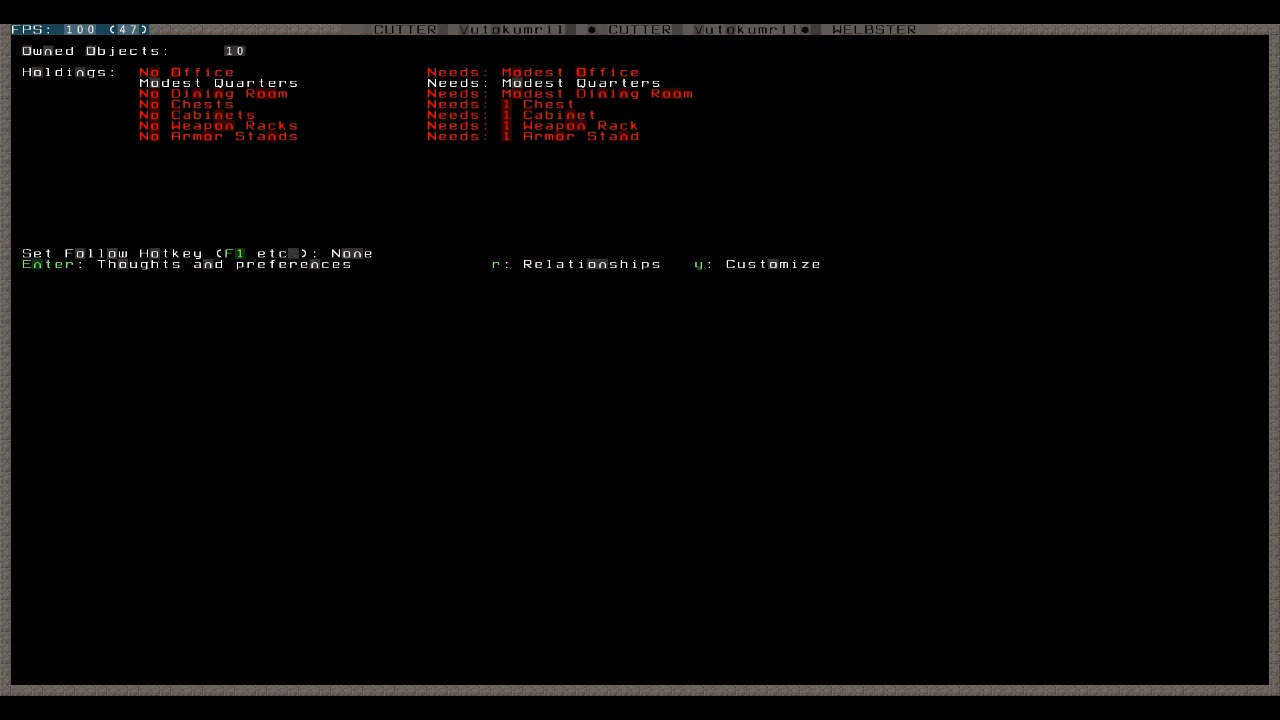 FPS: 100 (47) CUTTER Vutokumril CUTTER Vutokumril WELBSTER
Owned Objects: 10
Holdings: No Office Needs: Modest Office
Modest Quarters Needs: Modest Quarters
No Dining Room Needs: Modest Dining Room
No Chests Needs: 1 Chest
No Cabinets Needs: 1 Cabinet
No Weapon Racks Needs: 1 Weapon Rack
No Armor Stands Needs: 1 Armor Stand
Set Follow Hotkey (F1 etc): None
Enter: Thoughts and preferences r: Relationships y: Customize